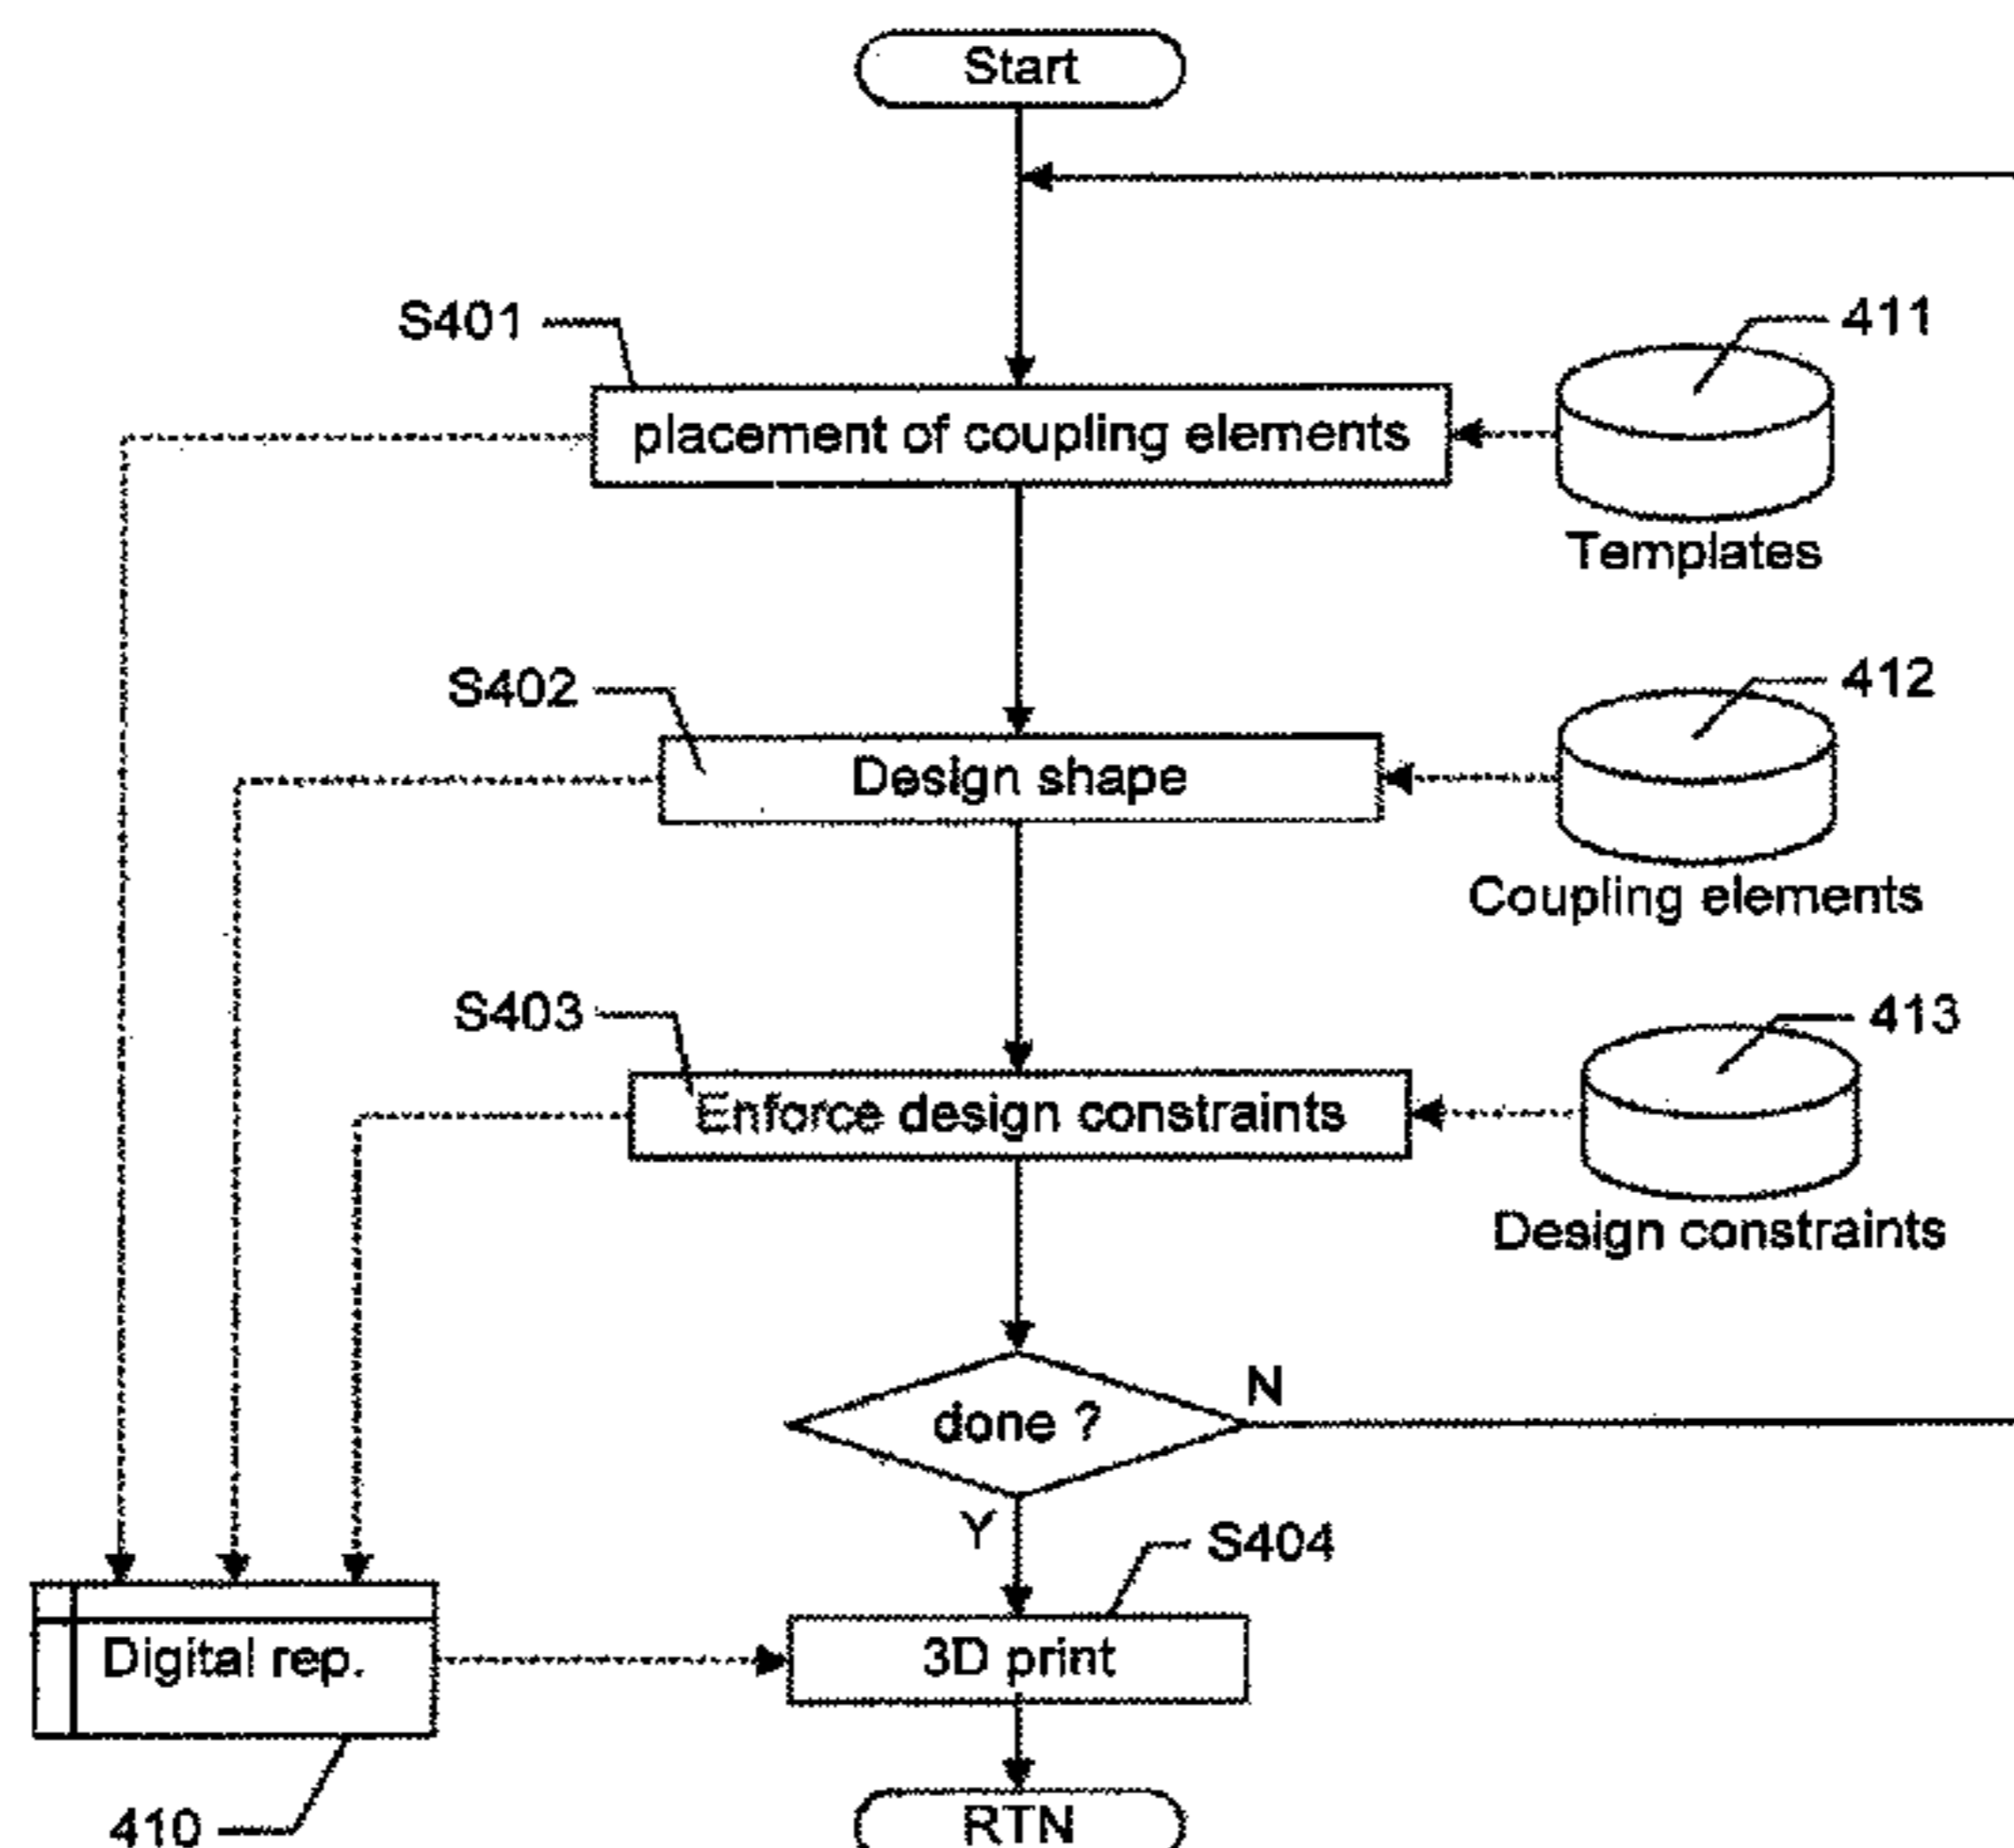 Start
S401
411
placement of coupling elements
Templates
S402
412
Design shape
Coupling elements
S403
413
Enforce design constraints
Design constraints
done ?
N
Y
S404
Digital rep.
3D print
410
RTN